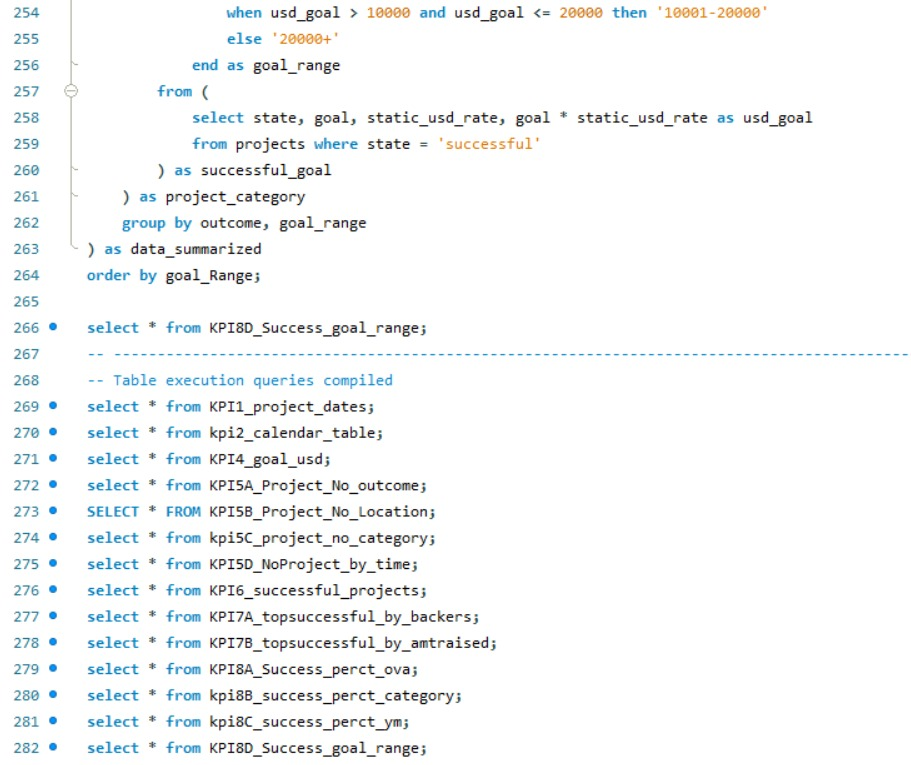 254 when usd_goal > 10000 and usd_goal <= 20000 then '10001-20000'
255 else '20000+'
256 end as goal_range
257 from (
258 select state, goal, static_usd_rate, goal * static_usd_rate as usd_goal
259 from projects where state = 'successful'
260 ) as successful_goal
261 ) as project_category
262 group by outcome, goal_range
263 ) as data_summarized
264 order by goal_Range;
265
266 select * from KPI8D_Success_goal_range;
267 -- -------------------------------------------------------------------------------------------
268 -- Table execution queries compiled
269 select * from KPI1_project_dates;
270 select * from kpi2_calendar_table;
271 select * from KPI4_goal_usd;
272 select * from KPI5A_Project_No_outcome;
273 SELECT * FROM KPI5B_Project_No_Location;
274 select * from kpi5C_project_no_category;
275 select * from KPI5D_NoProject_by_time;
276 select * from KPI6_successful_projects;
277 select * from KPI7A_topsuccessful_by_backers;
278 select * from KPI7B_topsuccessful_by_amtraised;
279 select * from KPI8A_Success_perct_ova;
280 select * from kpi8B_success_perct_category;
281 select * from kpi8C_success_perct_ym;
282 select * from KPI8D_Success_goal_range;